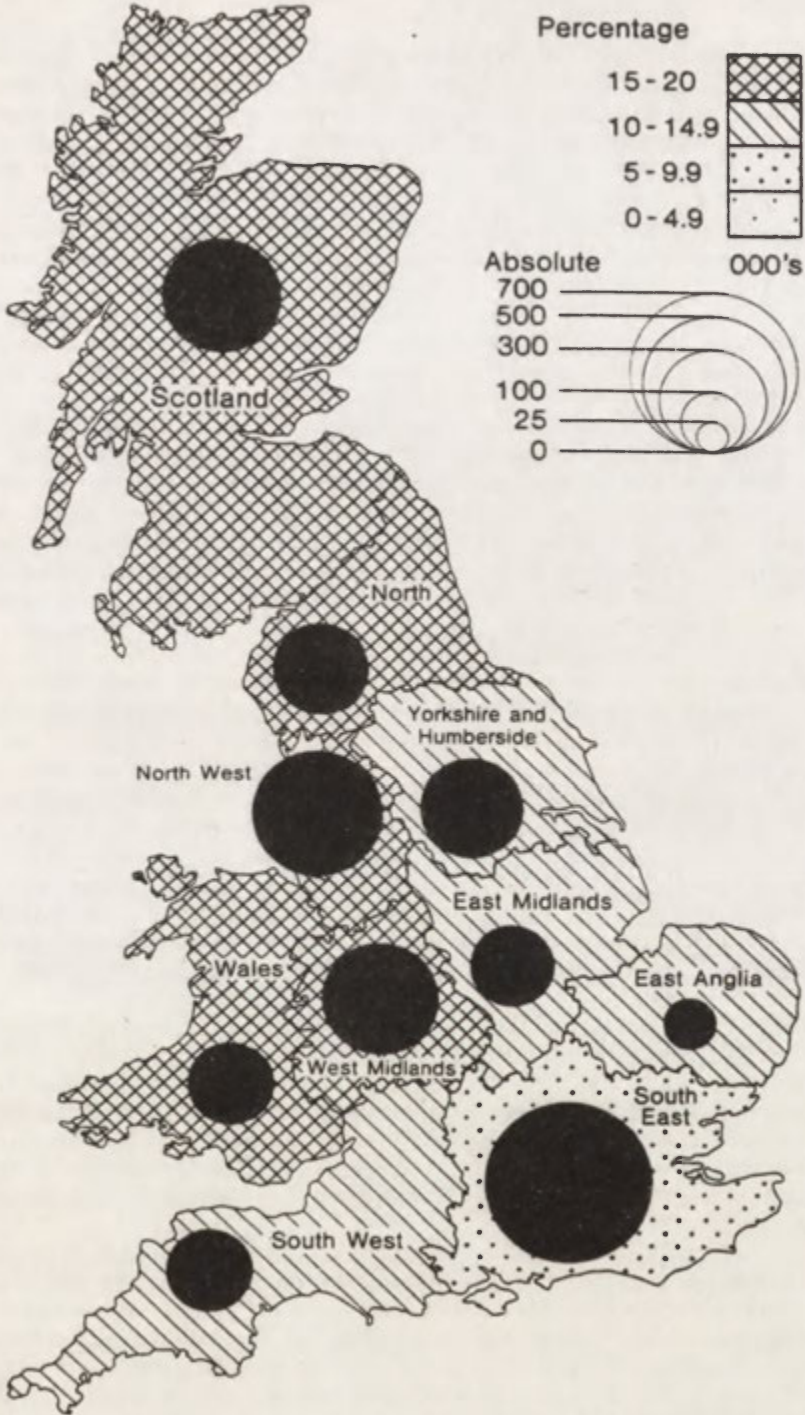 Percentage
15-20
10-14.9
5-9.9
0-4.9
Absolute 000's
700
500
300
100
25
0
Scotland
North
Yorkshire and
Humberside
North West
East Midlands
Wales
East Anglia
West Midlands
South
East
South West